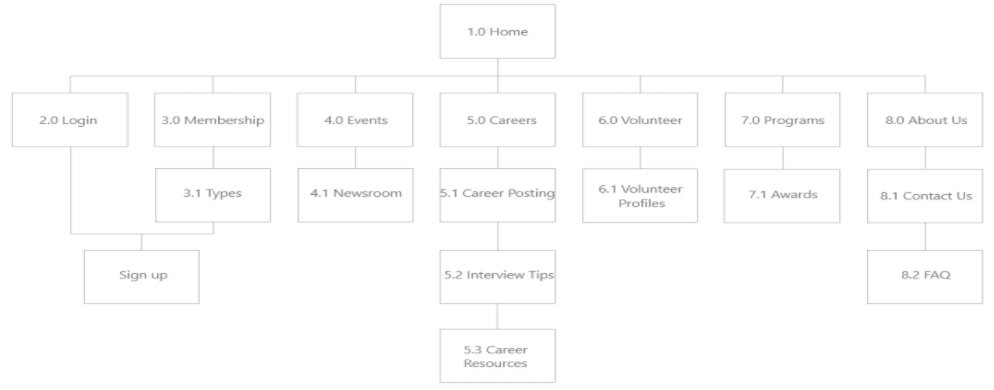 1.0 Home
2.0 Login
3.0 Membership
4.0 Events
5.0 Careers
6.0 Volunteer
7.0 Programs
8.0 About Us
3.1 Types
4.1 Newsroom
5.1 Career Posting
6.1 Volunteer
Profiles
7.1 Awards
8.1 Contact Us
Sign up
5.2 Interview Tips
8.2 FAQ
5.3 Career
Resources